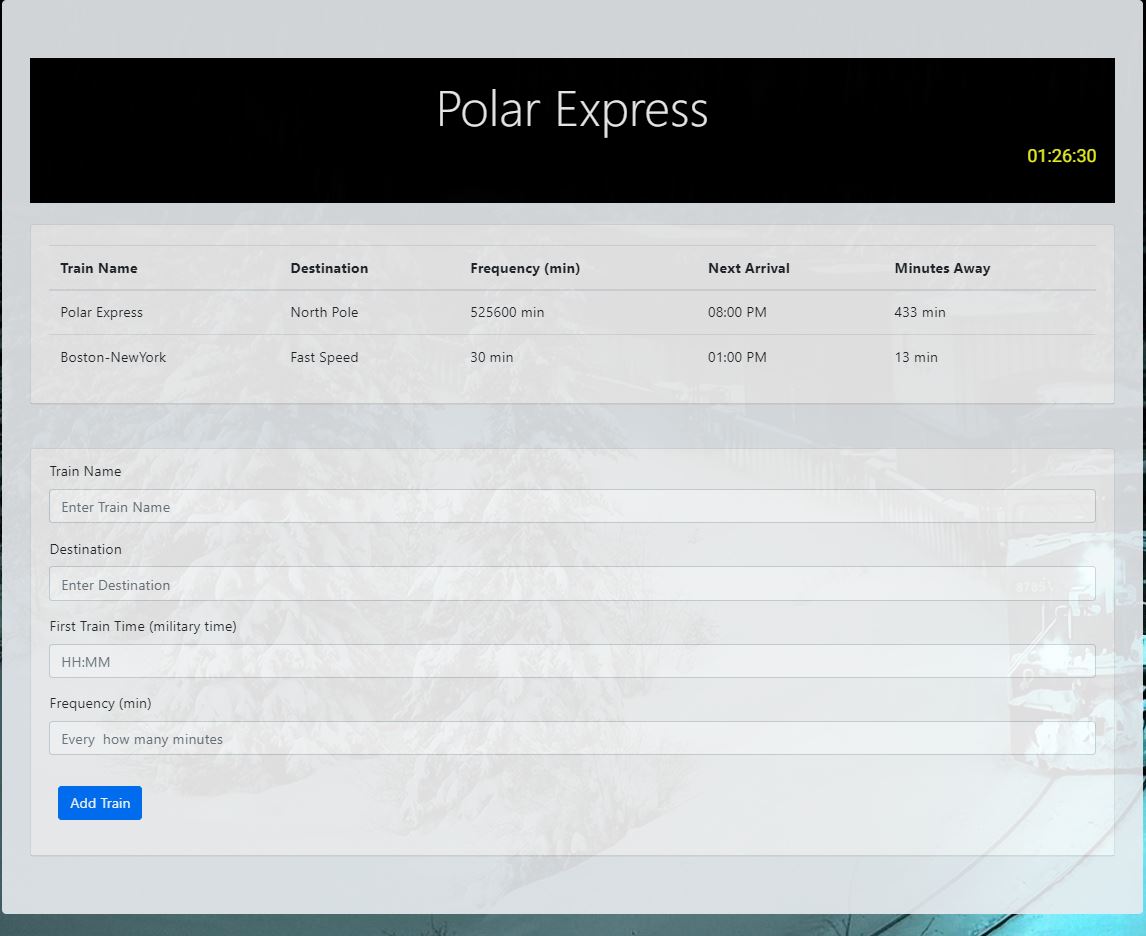 Polar Express
01:26:30
Train Name Destination Frequency (min) Next Arrival Minutes Away
Polar Express North Pole 525600 min 08:00 PM 433 min
Boston-NewYork Fast Speed 30 min 01:00 PM 13 min
Train Name
Enter Train Name
Destination
Enter Destination
8785
First Train Time (military time)
HH:MM
Frequency (min)
Every  how many minutes
Add Train